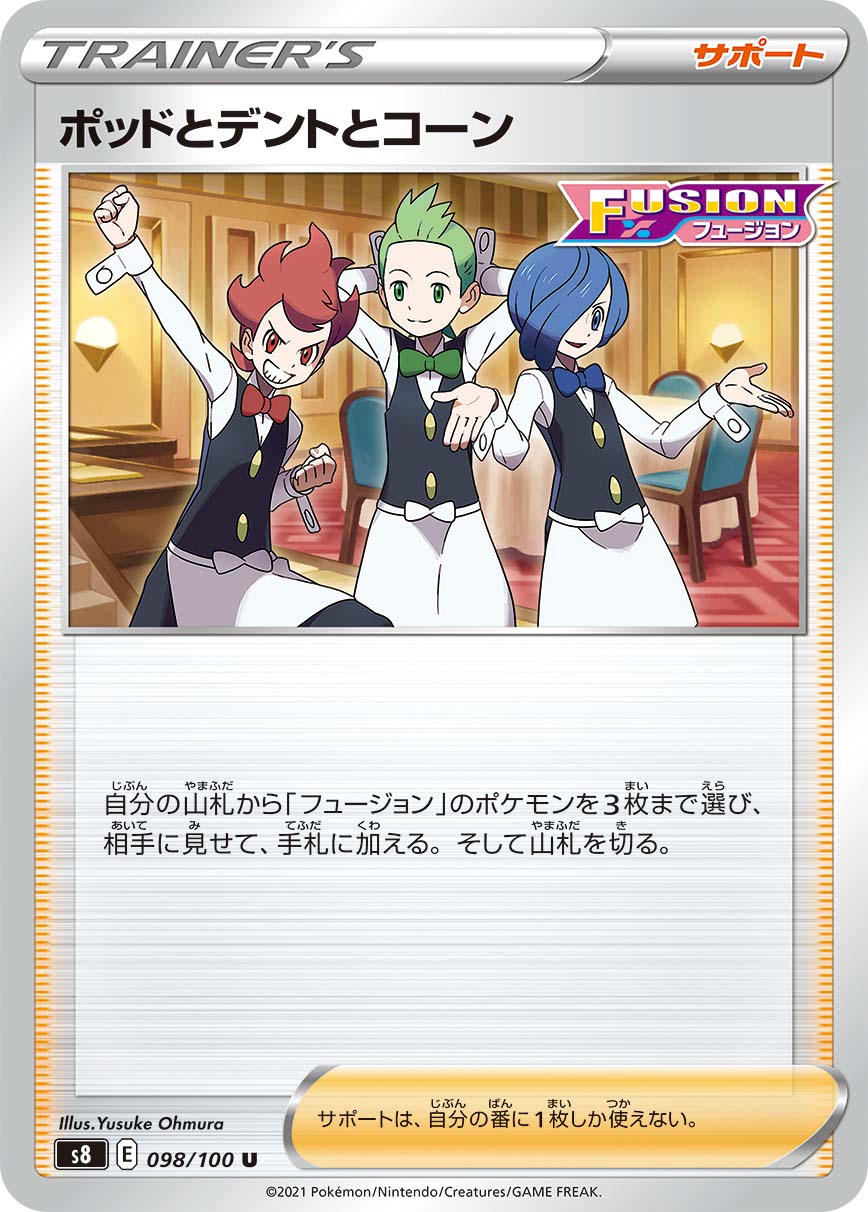 TRAINER'S
サポート
ポッドとデントとコーン
FUSION
フュージョン
自分の山札から「フュージョン」のポケモンを3枚まで選び、
相手に見せて、手札に加える。そして山札を切る。
サポートは、自分の番に1枚しか使えない。
Illus.Yusuke Ohmura
s8 E 098/100 U
©2021 Pokémon/Nintendo/Creatures/GAME FREAK.